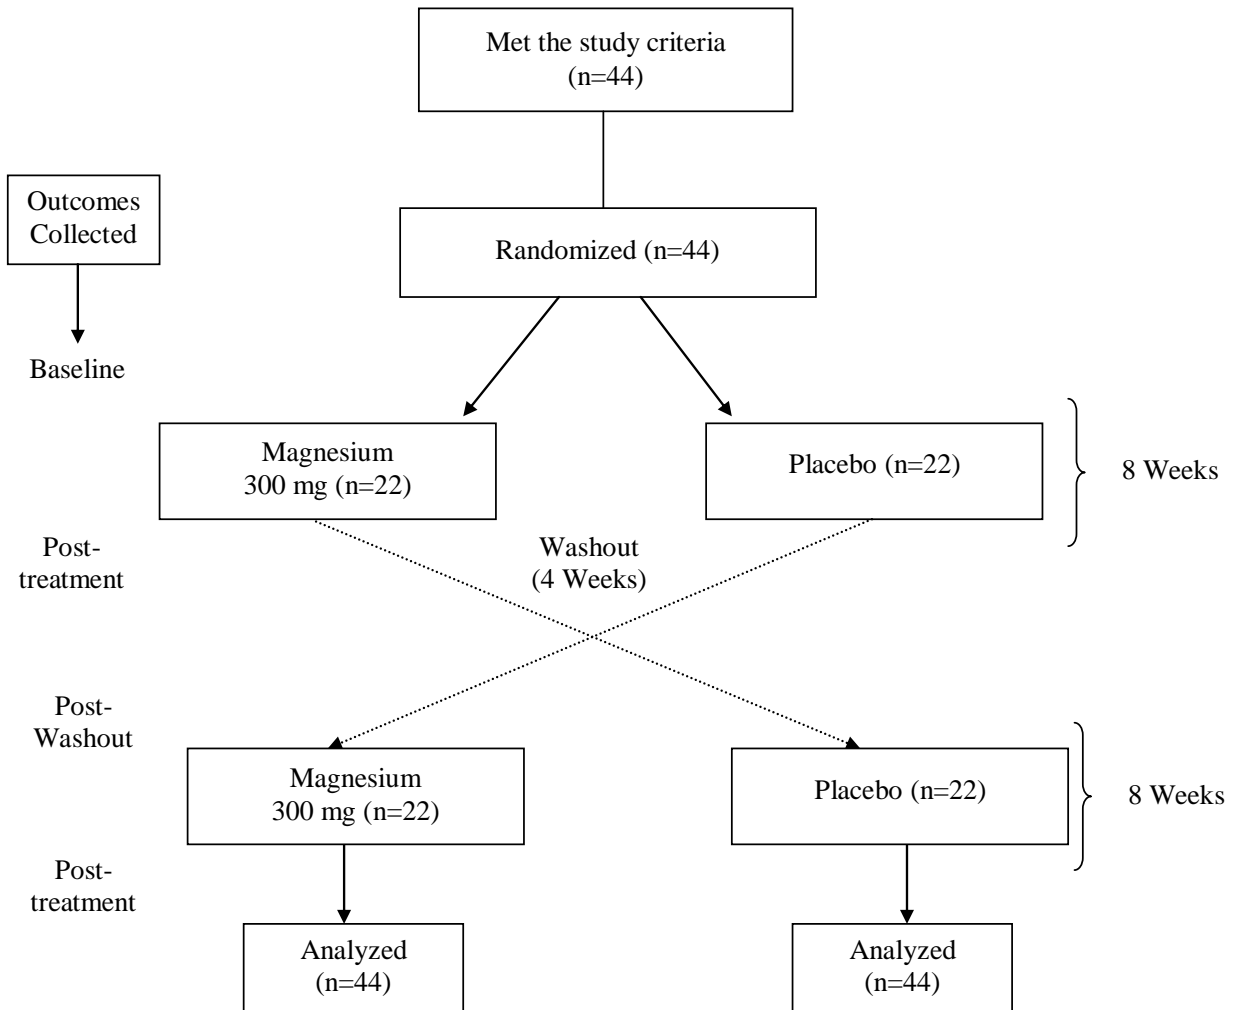 Met the study criteria
(n=44)
Outcomes
Collected
Randomized (n=44)
Baseline
Magnesium
300 mg (n=22)
Placebo (n=22)
8 Weeks
Post-
treatment
Washout
(4 Weeks)
Post-
Washout
Magnesium
300 mg (n=22)
Placebo (n=22)
8 Weeks
Post-
treatment
Analyzed
(n=44)
Analyzed
(n=44)